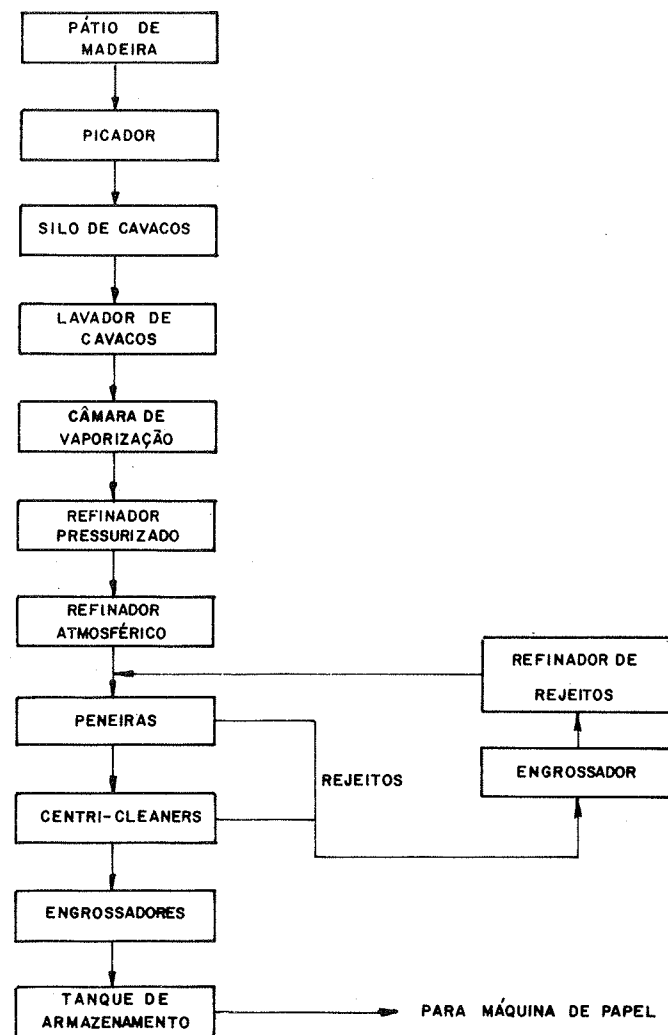 PÁTIO DE
MADEIRA
PICADOR
SILO DE CAVACOS
LAVADOR DE
CAVACOS
CÂMARA DE
VAPORIZAÇÃO
REFINADOR
PRESSURIZADO
REFINADOR
ATMOSFÉRICO
REFINADOR DE
REJEITOS
PENEIRAS
REJEITOS
ENGROSSADOR
CENTRI-CLEANERS
ENGROSSADORES
TANQUE DE
ARMAZENAMENTO
PARA MÁQUINA DE PAPEL